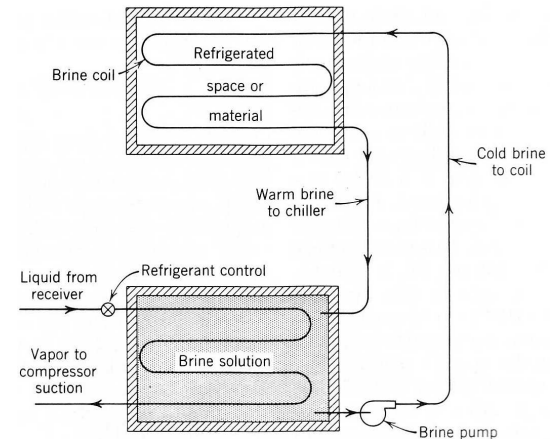 Refrigerated
Brine coil
space or
material
Cold brine
to coil
Warm brine
to chiller
Liquid from
receiver
Refrigerant control
Vapor to
compressor
suction
Brine solution
Brine pump